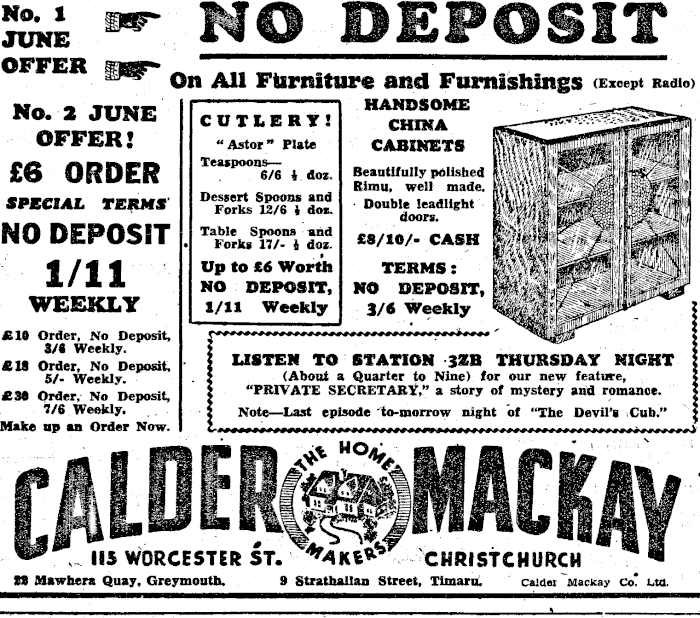 No. 1
JUNE
OFFER
NO DEPOSIT
On All Furniture and Furnishings (Except Radio)
No. 2 JUNE
OFFER!
£6 ORDER
SPECIAL TERMS
NO DEPOSIT
1/11
WEEKLY
£10 Order, No Deposit,
3/6 Weekly.
£18 Order, No Deposit,
5/- Weekly.
£30 Order, No Deposit,
7/6 Weekly.
Make up an Order Now.
CUTLERY!
"Astor" Plate
Teaspoons—
6/6 ½ doz.
Dessert Spoons and
Forks 12/6 ½ doz.
Table Spoons and
Forks 17/- ½ doz.
Up to £6 Worth
NO DEPOSIT,
1/11 Weekly
HANDSOME
CHINA
CABINETS
Beautifully polished
Rimu, well made.
Double leadlight
doors.
£8/10/- CASH
TERMS:
NO DEPOSIT,
3/6 Weekly
LISTEN TO STATION 3ZB THURSDAY NIGHT
(About a Quarter to Nine) for our new feature,
"PRIVATE SECRETARY," a story of mystery and romance.
Note—Last episode to-morrow night of "The Devil's Cub."
CALDER MACKAY
THE HOME
MAKERS
115 WORCESTER ST. CHRISTCHURCH
22 Mawhera Quay, Greymouth. 9 Strathallan Street, Timaru. Calder Mackay Co. Ltd.